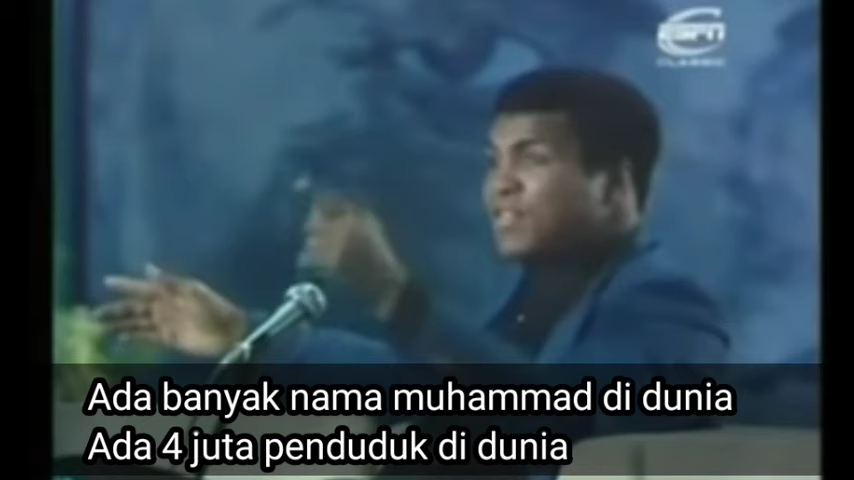 ESPN
CLASSIC
Ada banyak nama muhammad di dunia
Ada 4 juta penduduk di dunia